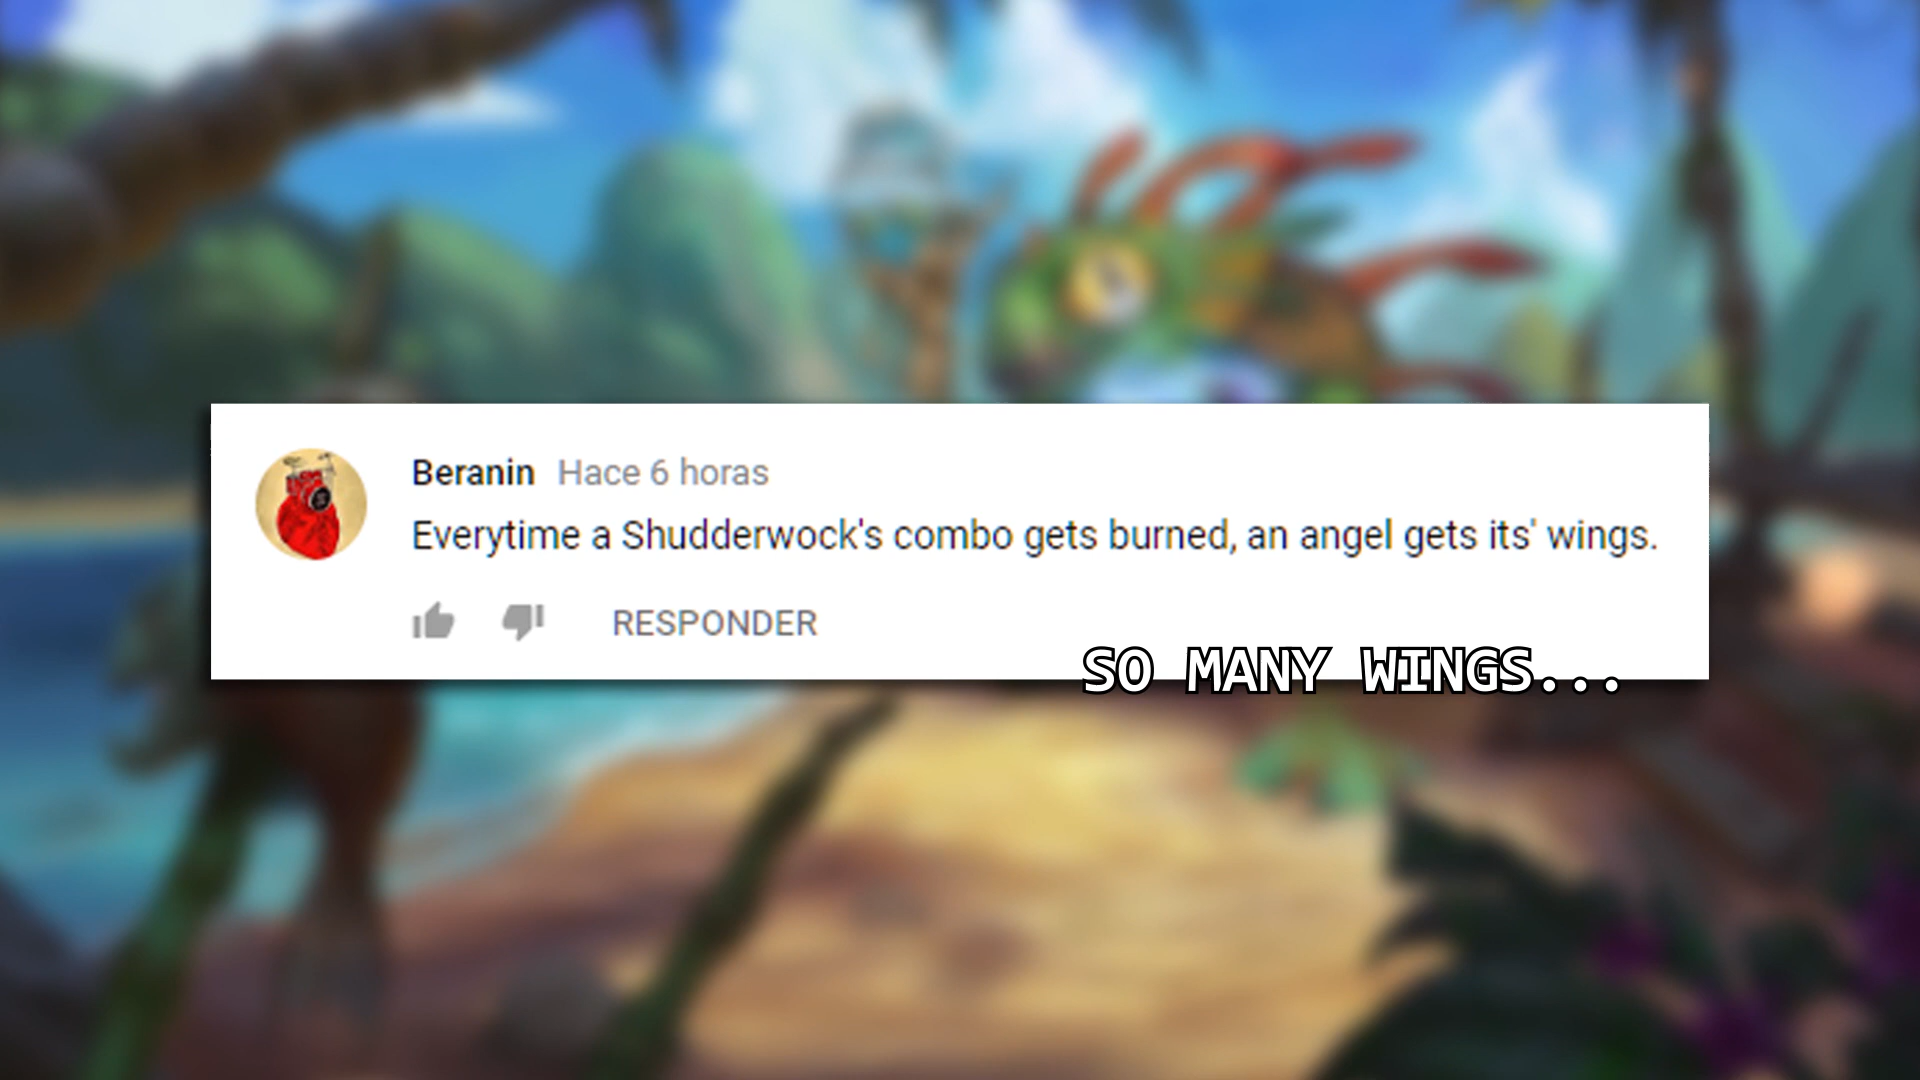 Beranin Hace 6 horas
Everytime a Shudderwock's combo gets burned, an angel gets its' wings.
RESPONDER
SO MANY WINGS...